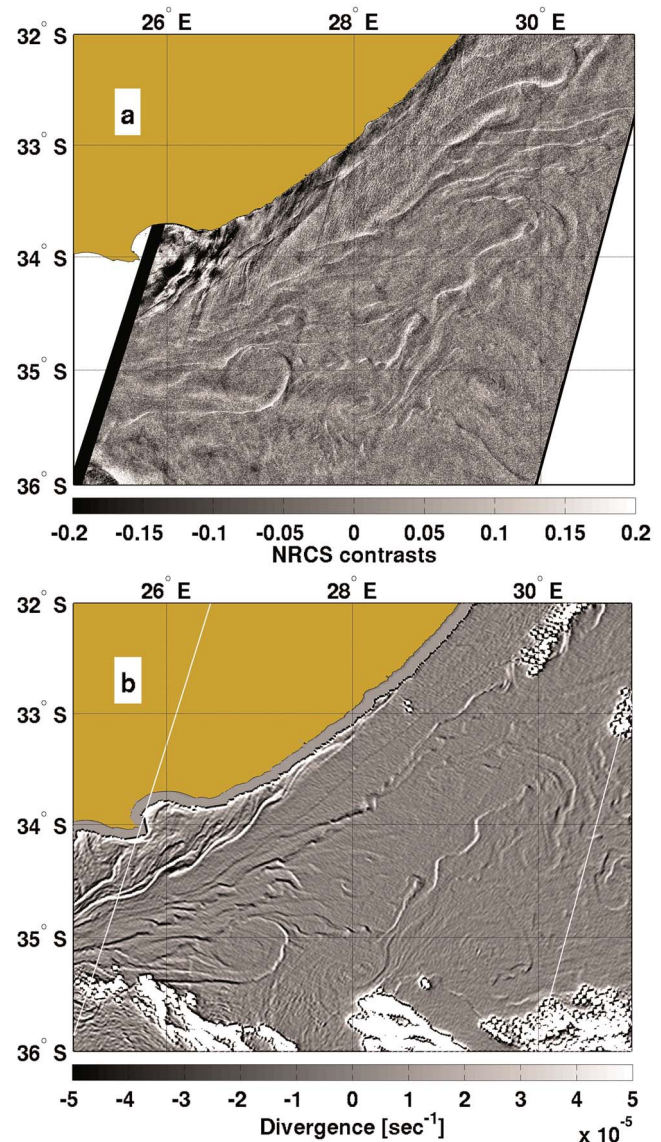 26° E 28° E 30° E
32° S
a
33° S
34° S
35° S
36° S
-0.2 -0.15 -0.1 -0.05 0 0.05 0.1 0.15 0.2
NRCS contrasts
26° E 28° E 30° E
32° S
b
33° S
34° S
35° S
36° S
-5 -4 -3 -2 -1 0 1 2 3 4 5
Divergence [sec⁻¹] x 10⁻⁵